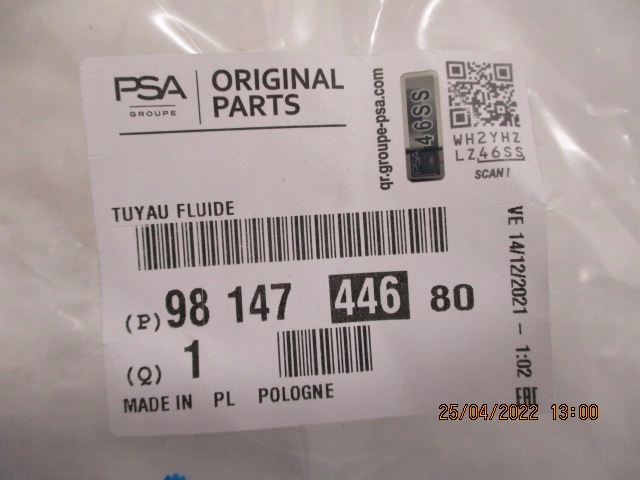 PSA
GROUPE
ORIGINAL
PARTS
qr.groupe-psa.com
46SS
WH2YHZ
LZ46SS
SCAN!
TUYAU FLUIDE
(P) 98 147 446 80
(Q) 1
MADE IN PL POLOGNE
VE 14/12/2021 - 1:02
EAC
25/04/2022 13:00